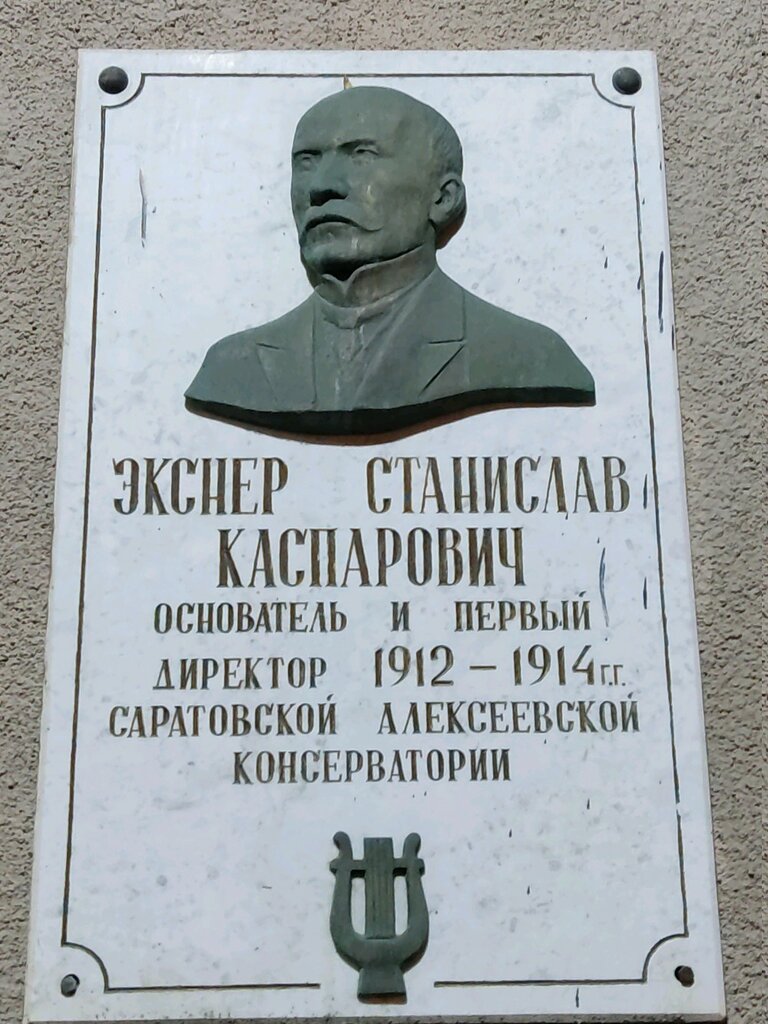 ЭКСНЕР СТАНИСЛАВ
КАСПАРОВИЧ
ОСНОВАТЕЛЬ И ПЕРВЫЙ
ДИРЕКТОР 1912 – 1914 г.г.
САРАТОВСКОЙ АЛЕКСЕЕВСКОЙ
КОНСЕРВАТОРИИ